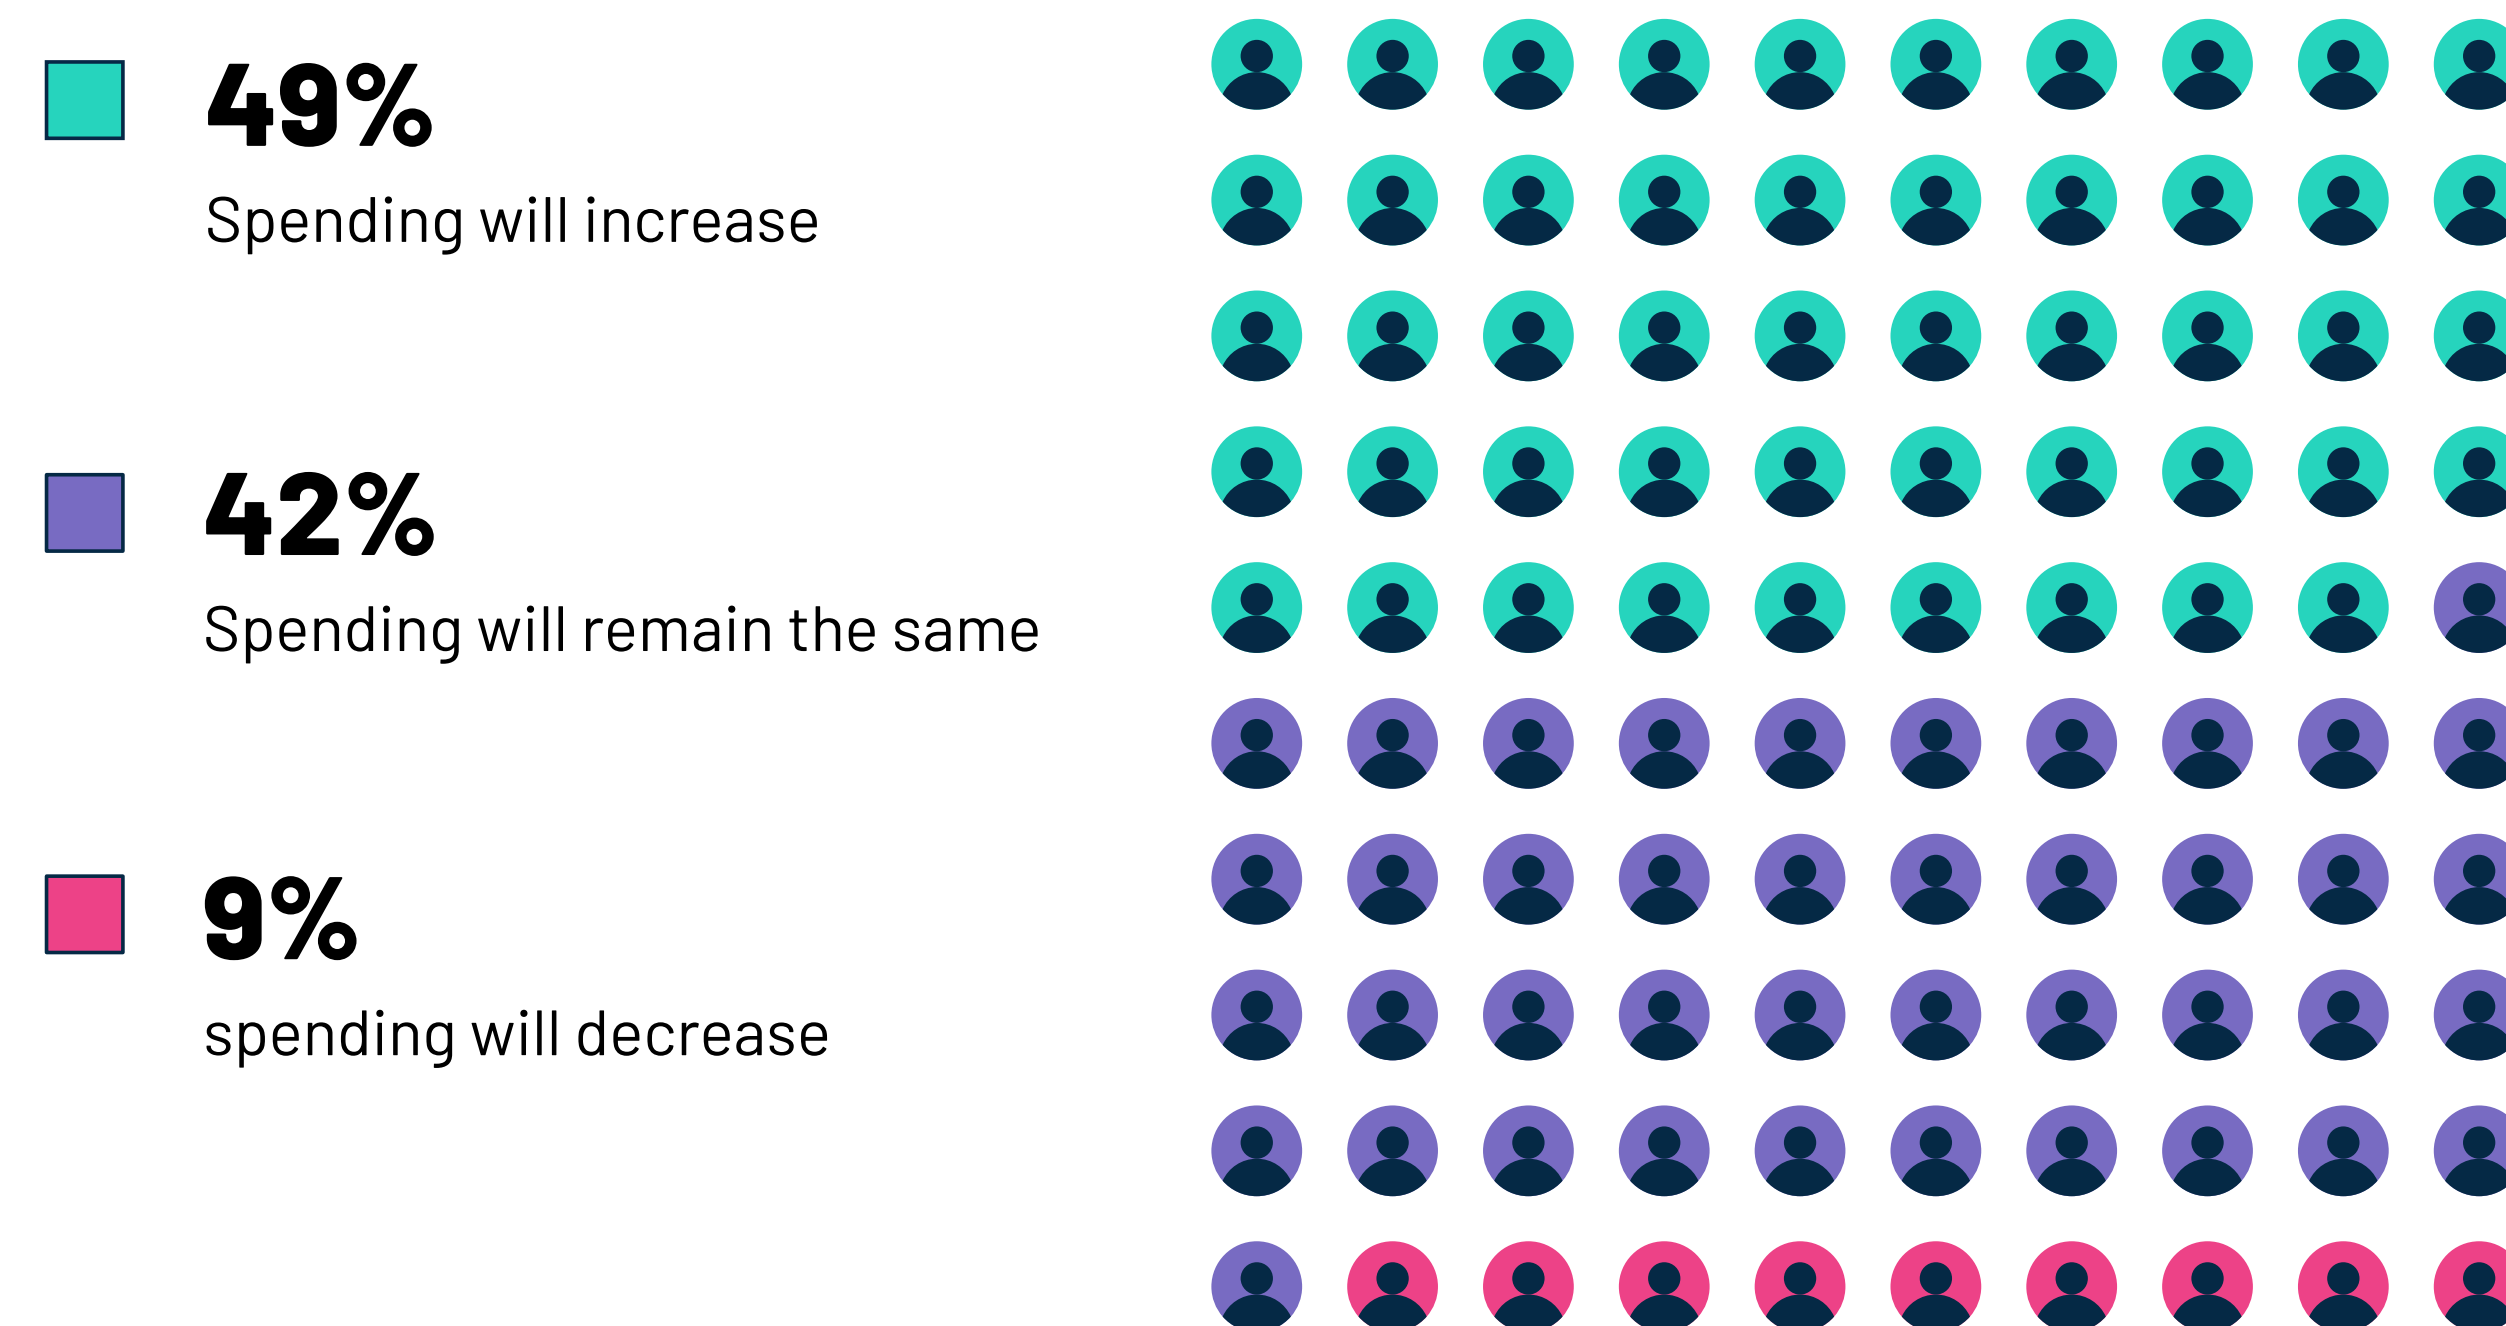 49%
Spending will increase
42%
Spending will remain the same
9%
spending will decrease